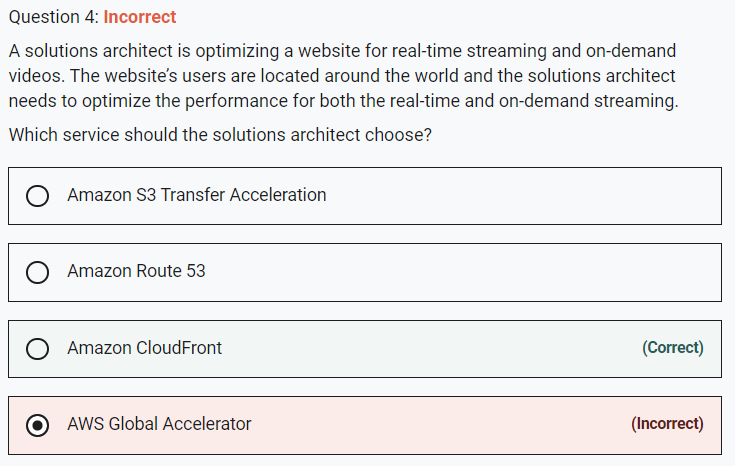 Question 4: Incorrect
A solutions architect is optimizing a website for real-time streaming and on-demand
videos. The website’s users are located around the world and the solutions architect
needs to optimize the performance for both the real-time and on-demand streaming.
Which service should the solutions architect choose?
Amazon S3 Transfer Acceleration
Amazon Route 53
Amazon CloudFront (Correct)
AWS Global Accelerator (Incorrect)